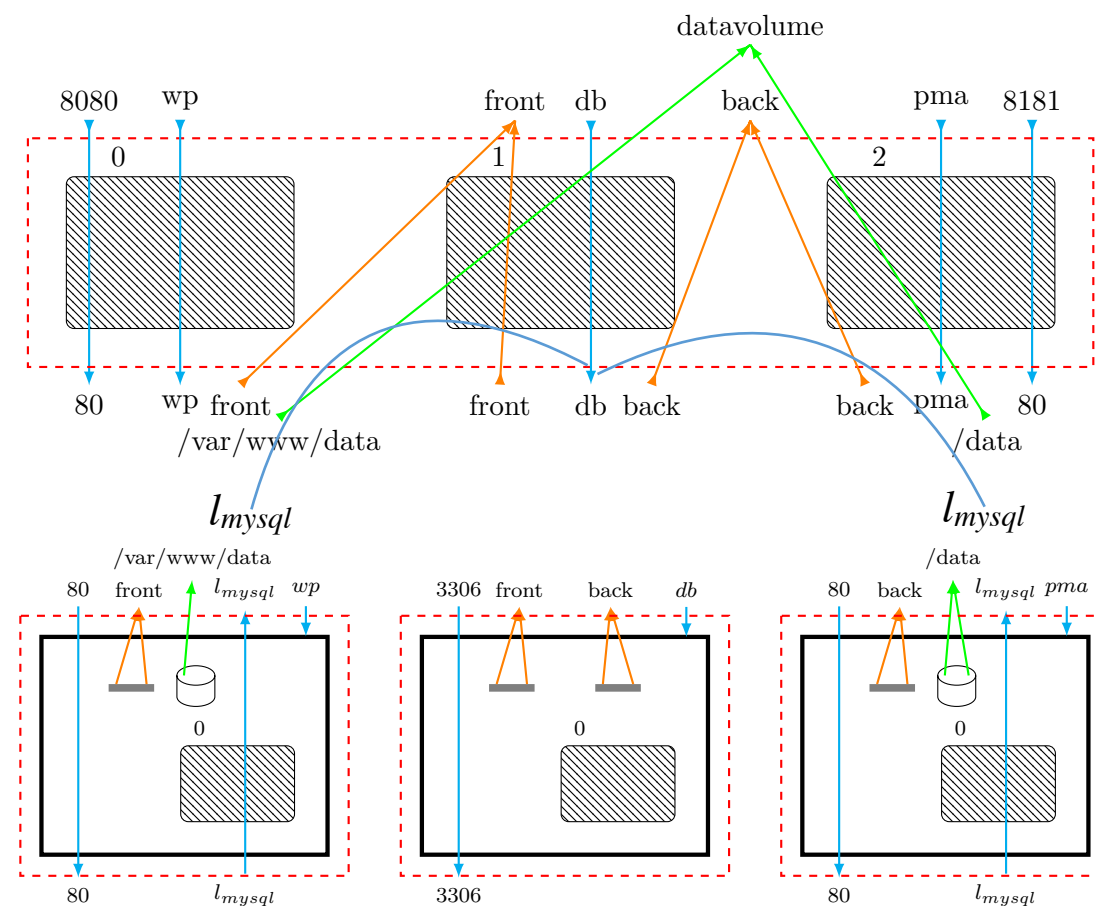 datavolume
8080 wp front db back pma 8181
0 1 2
80 wp front front db back back pma 80
/var/www/data /data
l_mysql l_mysql
/var/www/data /data
80 front l_mysql wp 3306 front back db 80 back l_mysql pma
0 0 0
80 l_mysql 3306 80 l_mysql